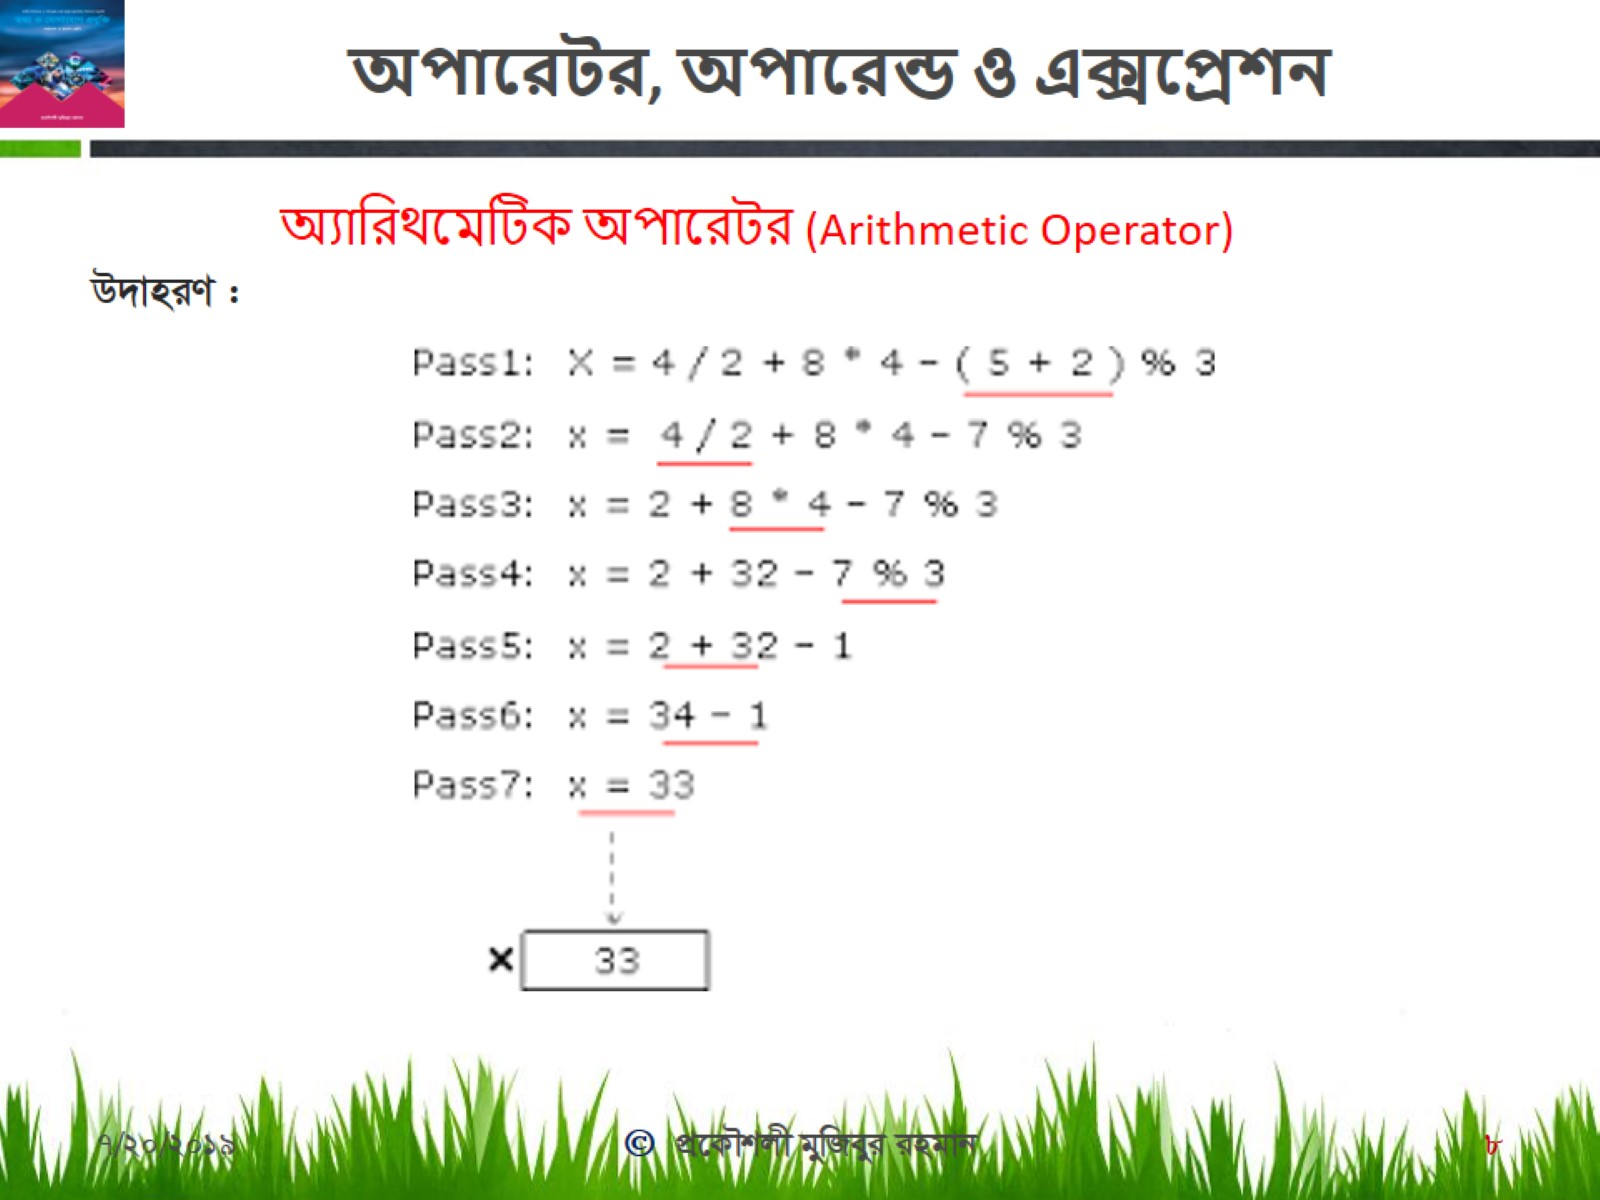 অপারেটর, অপারেন্ড ও এক্সপ্রেশন
অ্যারিথমেটিক অপারেটর (Arithmetic Operator)
উদাহরণ :
Pass1: X = 4 / 2 + 8 * 4 – ( 5 + 2 ) % 3
Pass2: x = 4 / 2 + 8 * 4 – 7 % 3
Pass3: x = 2 + 8 * 4 – 7 % 3
Pass4: x = 2 + 32 – 7 % 3
Pass5: x = 2 + 32 – 1
Pass6: x = 34 – 1
Pass7: x = 33
x 33
৭/২০/২০১৯
© প্রকৌশলী মুজিবুর রহমান
৮